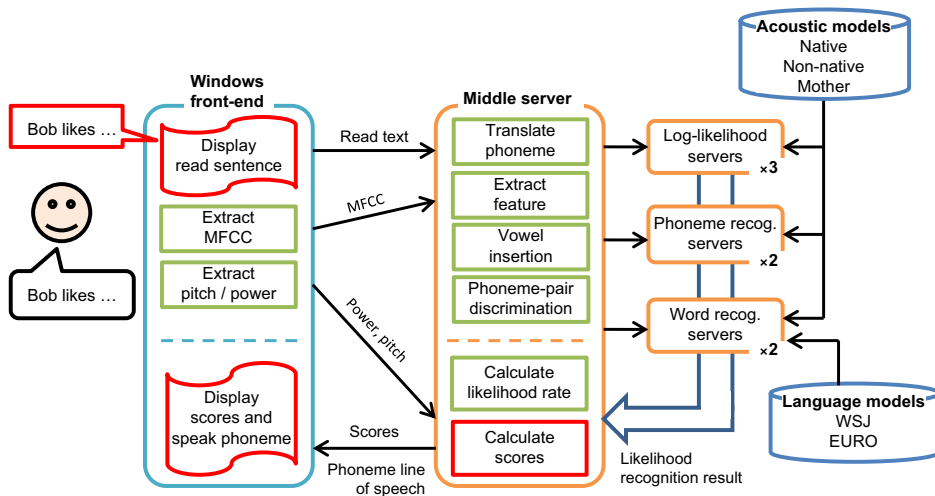 Windows
front-end
Bob likes …
Display
read sentence
Extract
MFCC
Extract
pitch / power
Bob likes …
Display
scores and
speak phoneme
Read text
MFCC
Power, pitch
Scores
Phoneme line
of speech
Middle server
Translate
phoneme
Extract
feature
Vowel
insertion
Phoneme-pair
discrimination
Calculate
likelihood rate
Calculate
scores
Log-likelihood
servers
×3
Phoneme recog.
servers
×2
Word recog.
servers
×2
Likelihood
recognition result
Acoustic models
Native
Non-native
Mother
Language models
WSJ
EURO